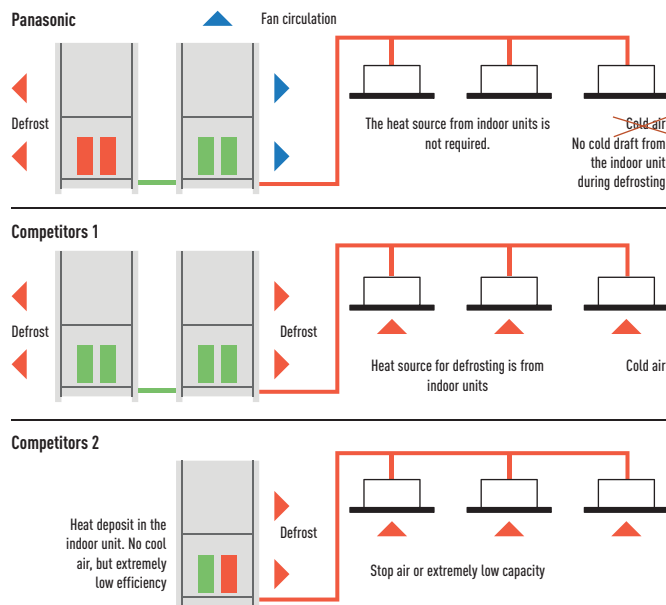 Panasonic
Fan circulation
Defrost
The heat source from indoor units is
not required.
Cold air
No cold draft from
the indoor unit
during defrosting
Competitors 1
Defrost
Defrost
Heat source for defrosting is from
indoor units
Cold air
Competitors 2
Heat deposit in the
indoor unit. No cool
air, but extremely
low efficiency
Defrost
Stop air or extremely low capacity